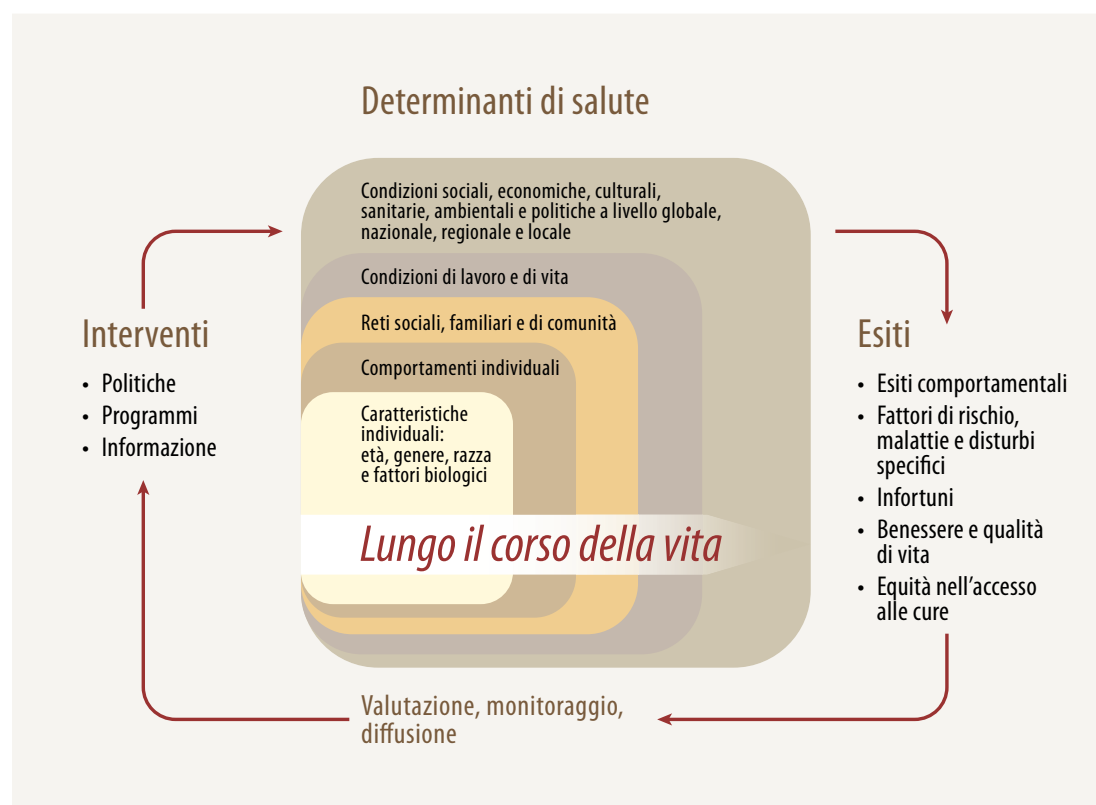 Determinanti di salute
Condizioni sociali, economiche, culturali,
sanitarie, ambientali e politiche a livello globale,
nazionale, regionale e locale
Condizioni di lavoro e di vita
Reti sociali, familiari e di comunità
Comportamenti individuali
Caratteristiche
individuali:
età, genere, razza
e fattori biologici
Lungo il corso della vita
Interventi
• Politiche
• Programmi
• Informazione
Esiti
• Esiti comportamentali
• Fattori di rischio,
malattie e disturbi
specifici
• Infortuni
• Benessere e qualità
di vita
• Equità nell’accesso
alle cure
Valutazione, monitoraggio,
diffusione